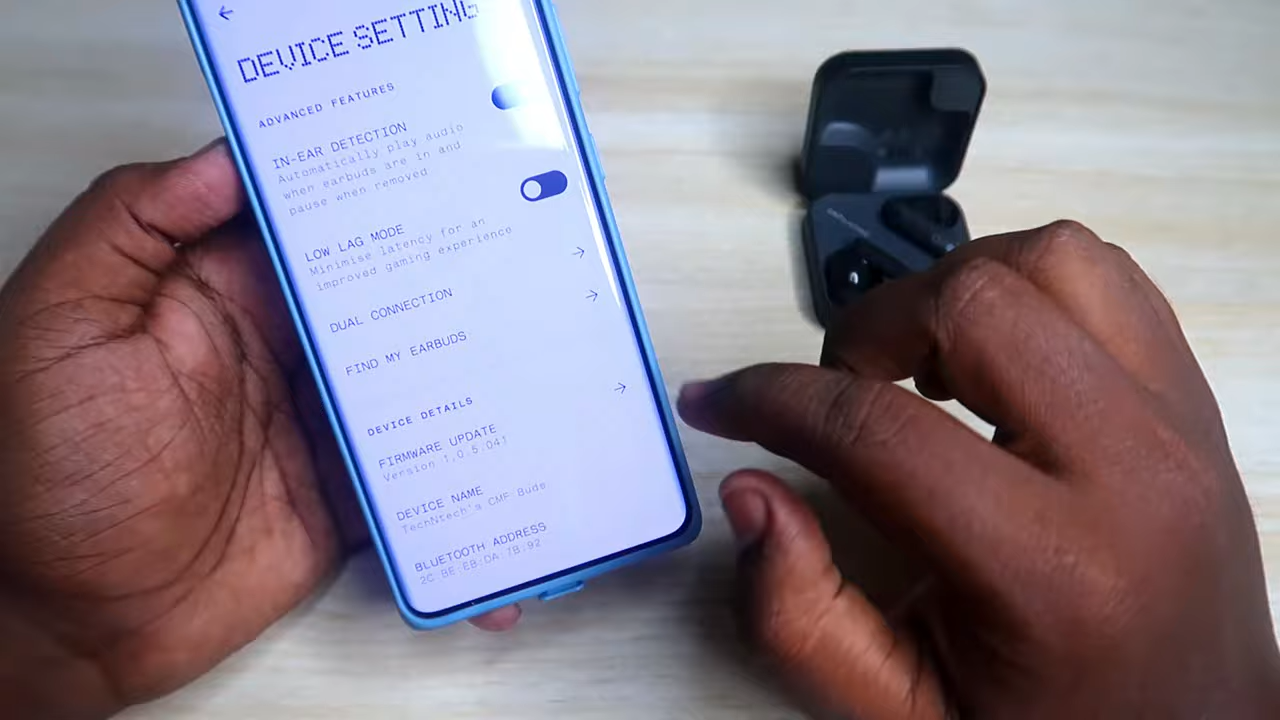 DEVICE SETTING
ADVANCED FEATURES
IN-EAR DETECTION
Automatically play audio
when earbuds are in and
pause when removed
LOW LAG MODE
Minimise latency for an
improved gaming experience
DUAL CONNECTION
FIND MY EARBUDS
DEVICE DETAILS
FIRMWARE UPDATE
Version 1.0.5.041
DEVICE NAME
TechNtech's CMF Buds
BLUETOOTH ADDRESS
2C:BE:EB:DA:7B:92